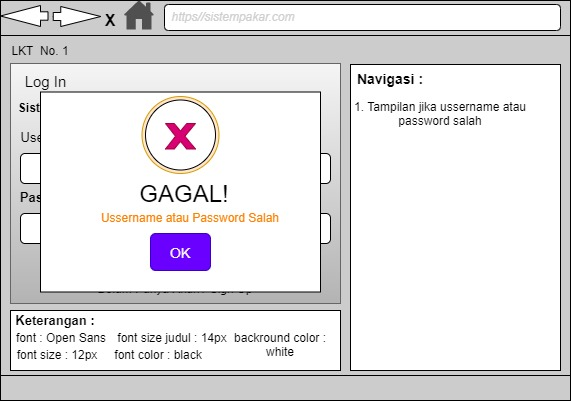 X
https//sistempakar.com
LKT No. 1
Log In
Sist
Use
Pas
X
GAGAL!
Ussername atau Password Salah
OK
Keterangan :
font : Open Sans font size judul : 14px backround color : white
font size : 12px font color : black
Navigasi :
1. Tampilan jika ussername atau
password salah